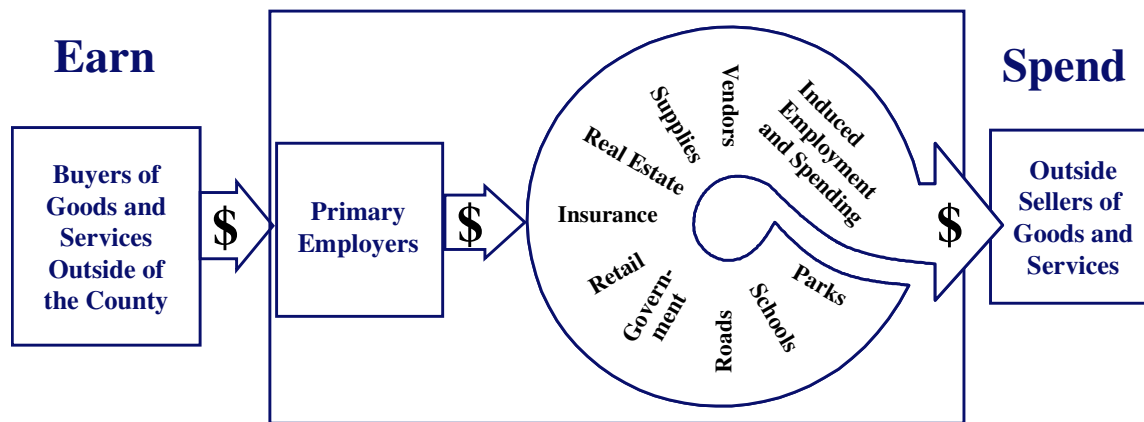 Earn
Spend
Buyers of
Goods and
Services
Outside of
the County
$
Primary
Employers
$
Insurance
Real Estate
Supplies
Vendors
Induced
Employment
and Spending
Retail
Govern-
ment
Roads
Schools
Parks
$
Outside
Sellers of
Goods and
Services